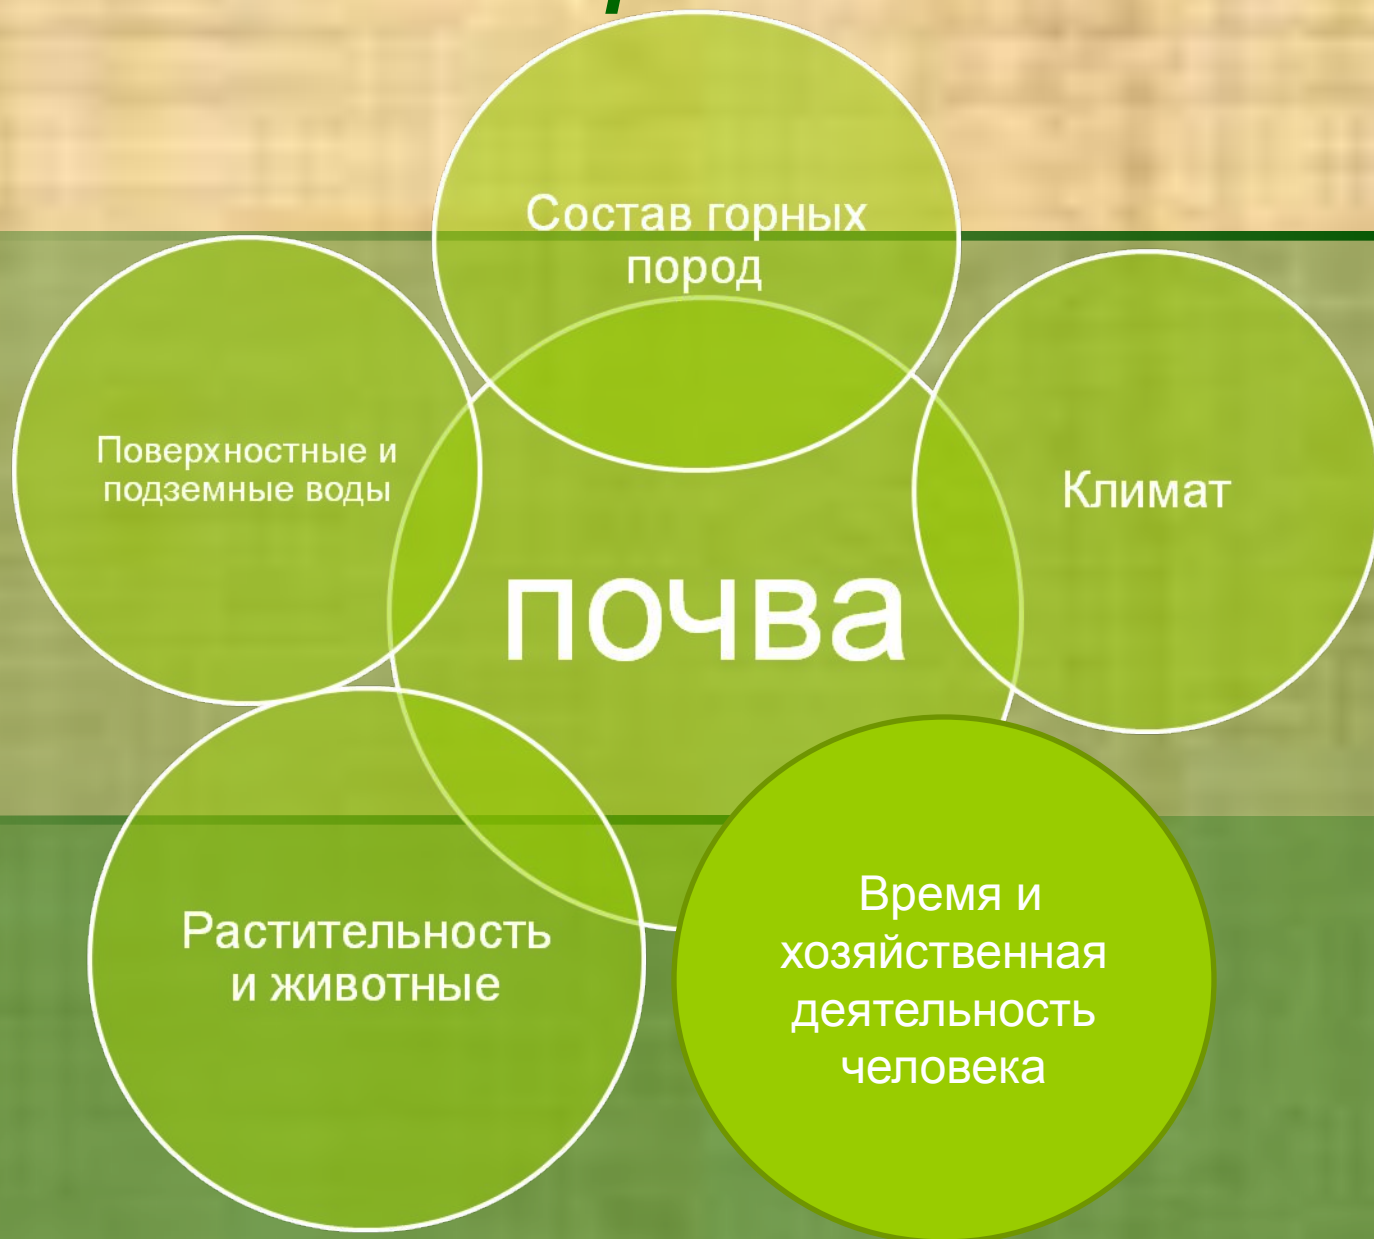 Состав горных
пород
Поверхностные и
подземные воды
Климат
почва
Растительность
и животные
Время и
хозяйственная
деятельность
человека